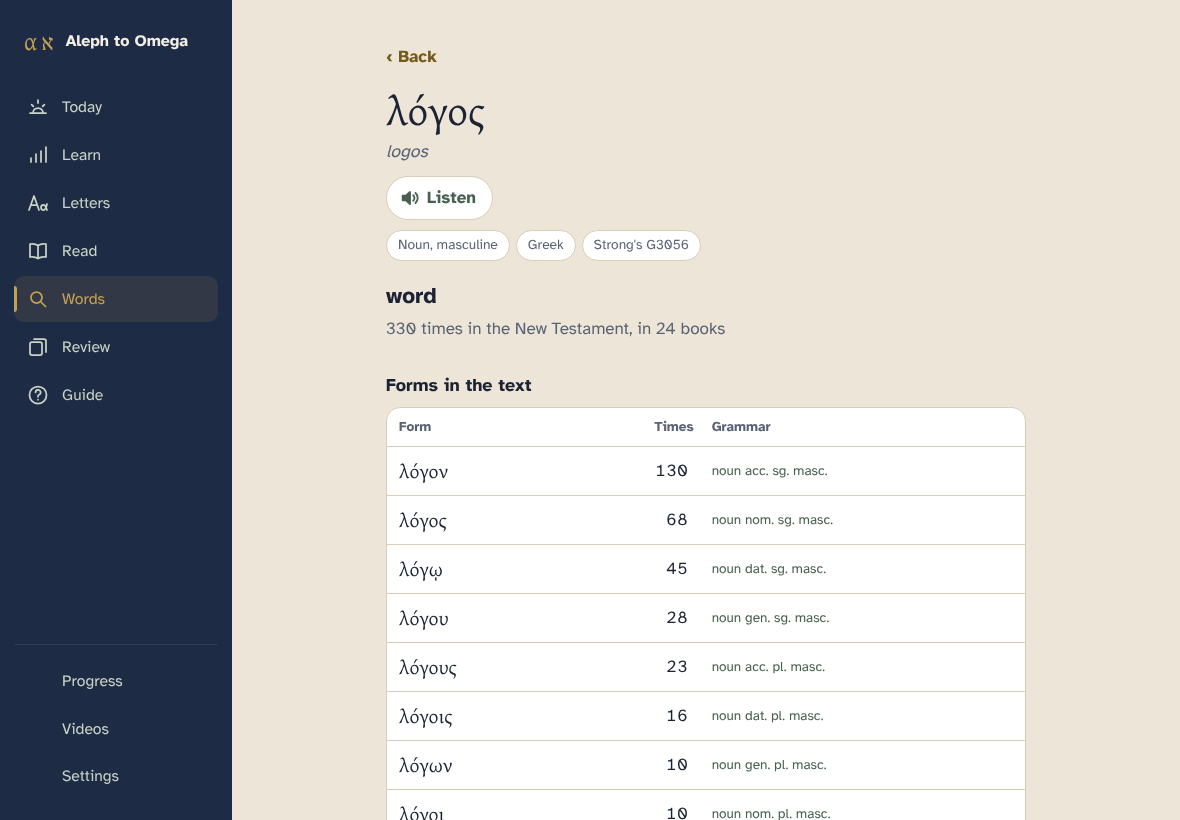 αא Aleph to Omega
Today
Learn
Letters
Read
Words
Review
Guide
Progress
Videos
Settings
‹ Back
λόγος
logos
Listen
Noun, masculine Greek Strong's G3056
word
330 times in the New Testament, in 24 books
Forms in the text
Form Times Grammar
λόγον 130 noun acc. sg. masc.
λόγος 68 noun nom. sg. masc.
λόγῳ 45 noun dat. sg. masc.
λόγου 28 noun gen. sg. masc.
λόγους 23 noun acc. pl. masc.
λόγοις 16 noun dat. pl. masc.
λόγων 10 noun gen. pl. masc.
λόγοι 10 noun nom. pl. masc.